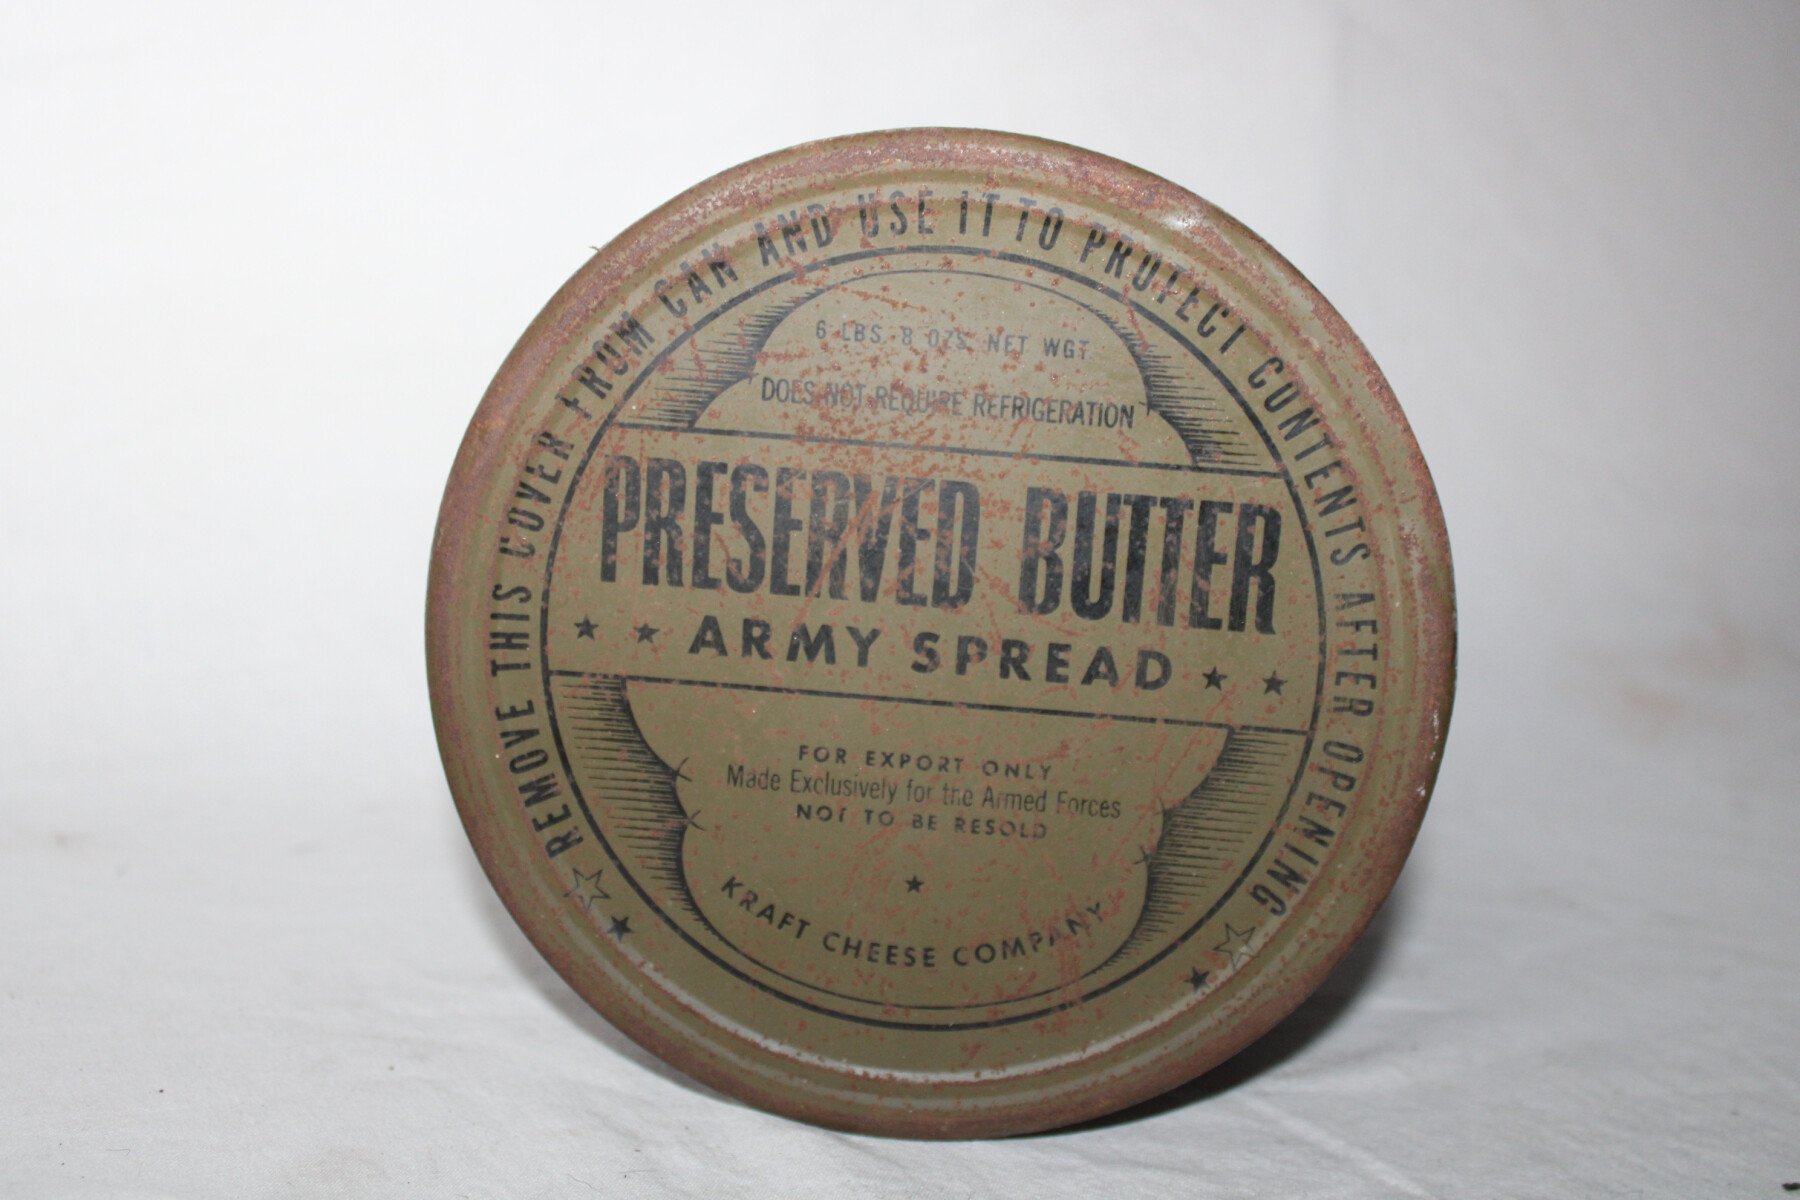 REMOVE THIS COVER FROM CAN AND USE IT TO PROTECT CONTENTS AFTER OPENING
6 LBS. 8 OZS. NET WGT.
DOES NOT REQUIRE REFRIGERATION
PRESERVED BUTTER
ARMY SPREAD
FOR EXPORT ONLY
Made Exclusively for the Armed Forces
NOT TO BE RESOLD
KRAFT CHEESE COMPANY